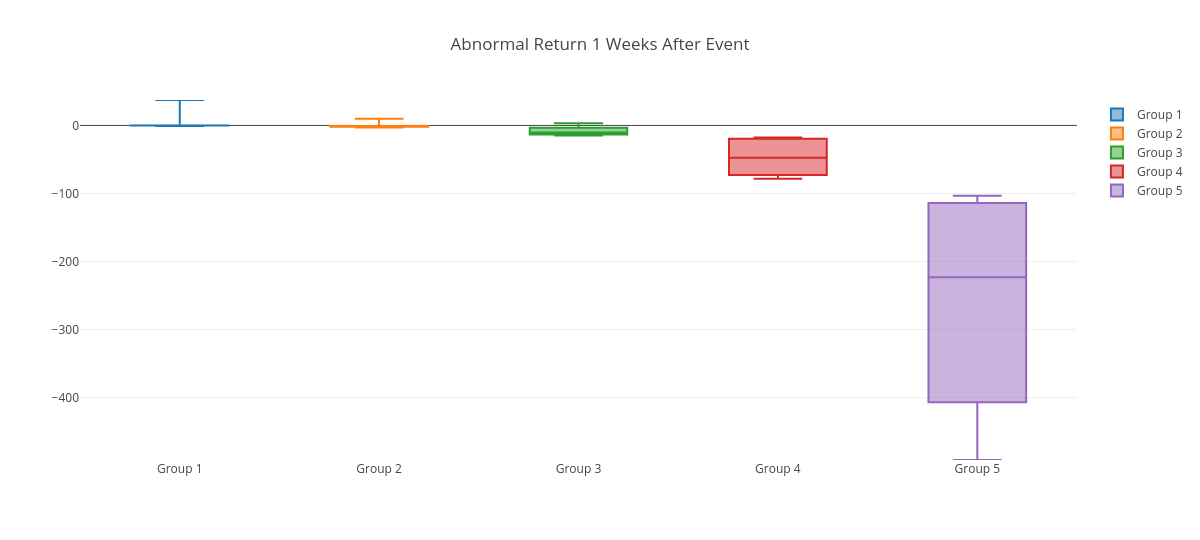 Abnormal Return 1 Weeks After Event
0
−100
−200
−300
−400
Group 1
Group 2
Group 3
Group 4
Group 5
Group 1
Group 2
Group 3
Group 4
Group 5